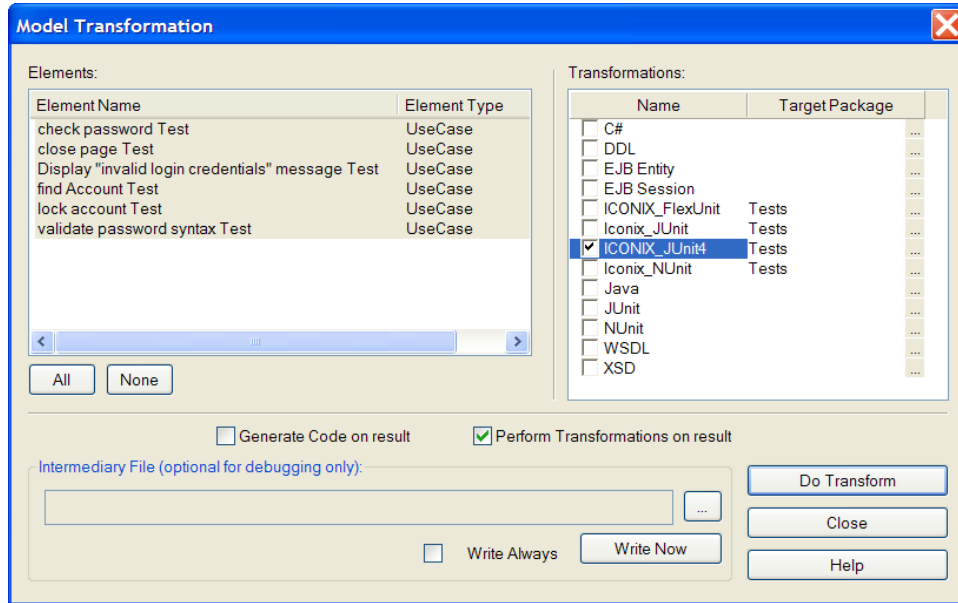 Model Transformation
Elements:
Element Name Element Type
check password Test UseCase
close page Test UseCase
Display "invalid login credentials" message Test UseCase
find Account Test UseCase
lock account Test UseCase
validate password syntax Test UseCase
All None
Transformations:
Name Target Package
C# ...
DDL ...
EJB Entity ...
EJB Session ...
ICONIX_FlexUnit Tests ...
Iconix_JUnit Tests ...
ICONIX_JUnit4 Tests ...
Iconix_NUnit Tests ...
Java ...
JUnit ...
NUnit ...
WSDL ...
XSD ...
Generate Code on result Perform Transformations on result
Intermediary File (optional for debugging only):
...
Write Always Write Now
Do Transform
Close
Help